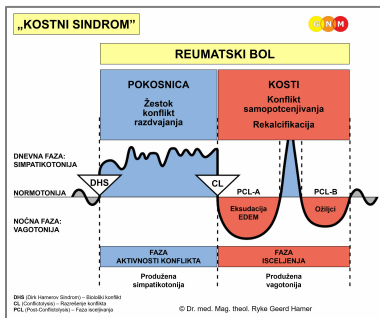 „KOSTNI SINDROM”
GNM
REUMATSKI BOL
POKOSNICA
Žestok
konflikt
razdvajanja
KOSTI
Konflikt
samopotcenjivanja
Rekalcifikacija
DNEVNA FAZA:
SIMPATIKOTONIJA
DHS
CL
PCL-A
PCL-B
NORMOTONIJA
Eksudacija
EDEM
Ožiljci
NOĆNA FAZA:
VAGOTONIJA
FAZA
AKTIVNOSTI KONFLIKTA
FAZA
ISCELJENJA
Produžena
simpatikotonija
Produžena
vagotonija
DHS (Dirk Hamerov Sindrom) – Biološki konflikt
CL (Conflictolysis) – Razrešenje konflikta
PCL (Post-Conflictolysis) – Faza isceljivanja
© Dr. med. Mag. theol. Ryke Geerd Hamer